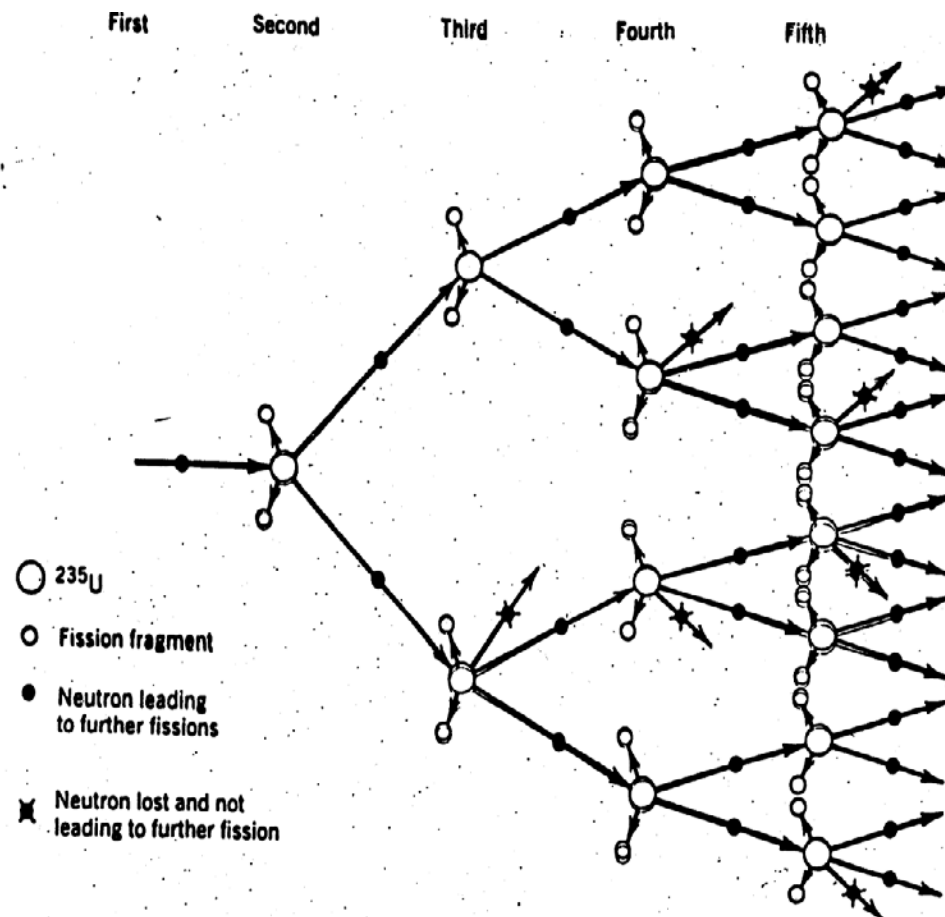 First Second Third Fourth Fifth
235U
Fission fragment
Neutron leading
to further fissions
Neutron lost and not
leading to further fission